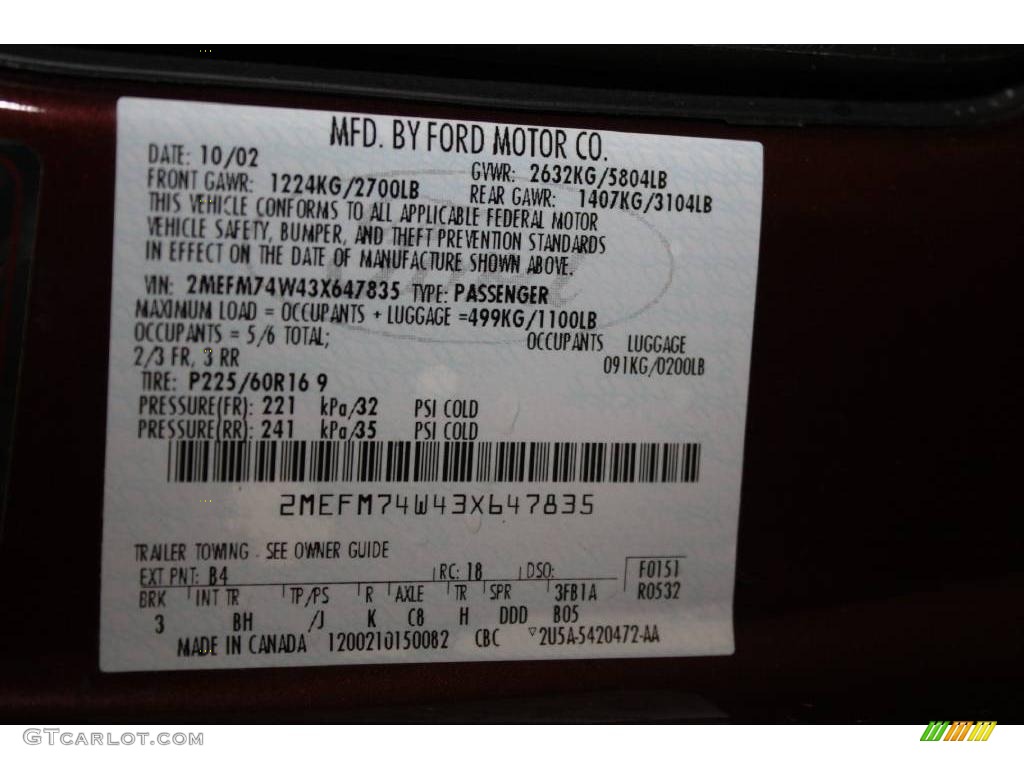 MFD. BY FORD MOTOR CO.
DATE: 10/02 GVWR: 2632KG/5804LB
FRONT GAWR: 1224KG/2700LB REAR GAWR: 1407KG/3104LB
THIS VEHICLE CONFORMS TO ALL APPLICABLE FEDERAL MOTOR
VEHICLE SAFETY, BUMPER, AND THEFT PREVENTION STANDARDS
IN EFFECT ON THE DATE OF MANUFACTURE SHOWN ABOVE.
VIN: 2MEFM74W43X647835 TYPE: PASSENGER
MAXIMUM LOAD = OCCUPANTS + LUGGAGE =499KG/1100LB
OCCUPANTS = 5/6 TOTAL; OCCUPANTS LUGGAGE
2/3 FR, 3 RR 091KG/0200LB
TIRE: P225/60R16 9
PRESSURE(FR): 221 kPa/32 PSI COLD
PRESSURE(RR): 241 kPa/35 PSI COLD
2MEFM74W43X647835
TRAILER TOWING - SEE OWNER GUIDE
EXT PNT: B4 RC: 18 DSO: F0151
BRK INT TR TP/PS R AXLE TR SPR 3FB1A R0532
3 BH /J K C8 H DDD B05
MADE IN CANADA 1200210150082 CBC 2U5A-5420472-AA
GTCARLOT.COM